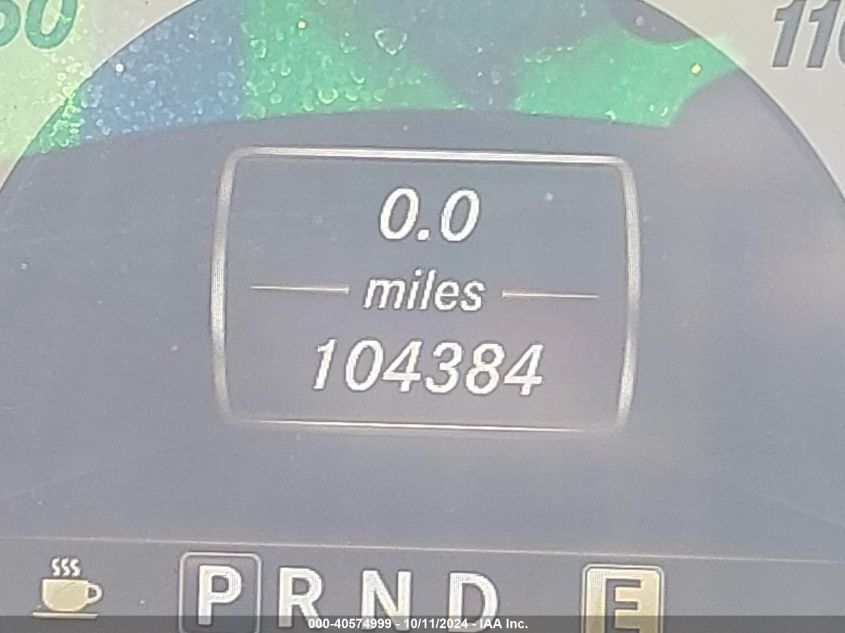 0.0
miles
104384
P R N D E
000-40574999 - 10/11/2024 - IAA Inc.